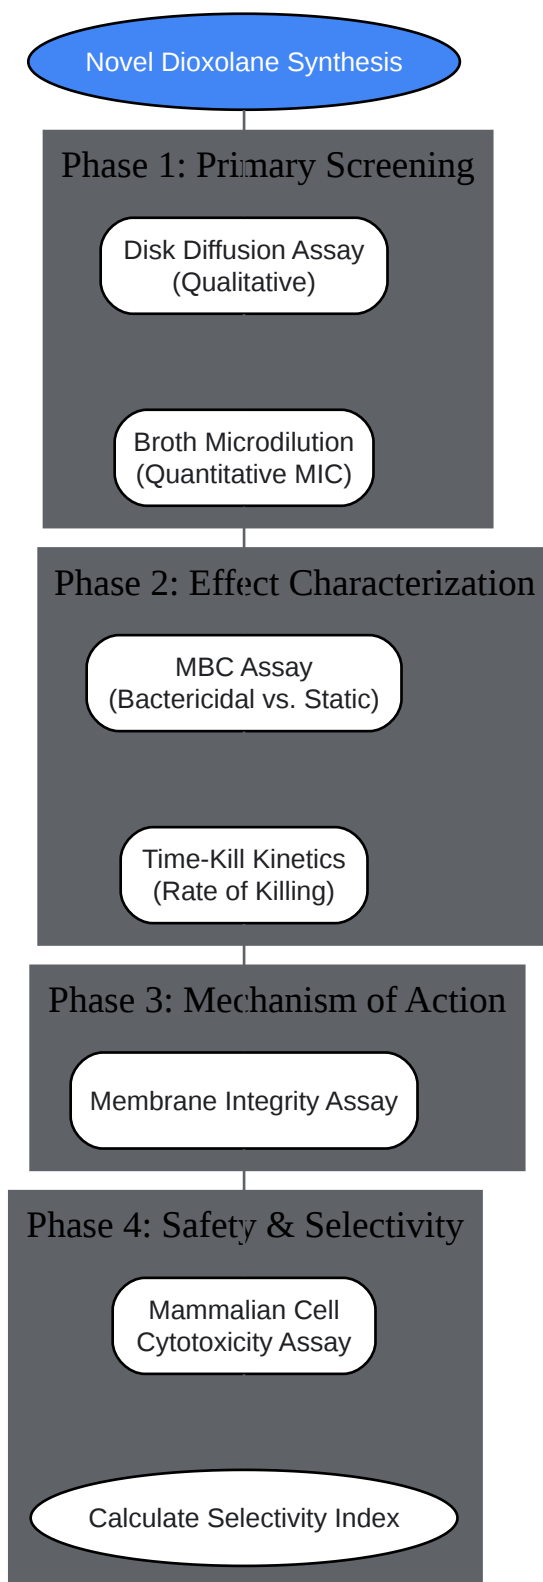 Novel Dioxolane Synthesis
Phase 1: Primary Screening
Disk Diffusion Assay
(Qualitative)
Broth Microdilution
(Quantitative MIC)
Phase 2: Effect Characterization
MBC Assay
(Bactericidal vs. Static)
Time-Kill Kinetics
(Rate of Killing)
Phase 3: Mechanism of Action
Membrane Integrity Assay
Phase 4: Safety & Selectivity
Mammalian Cell
Cytotoxicity Assay
Calculate Selectivity Index